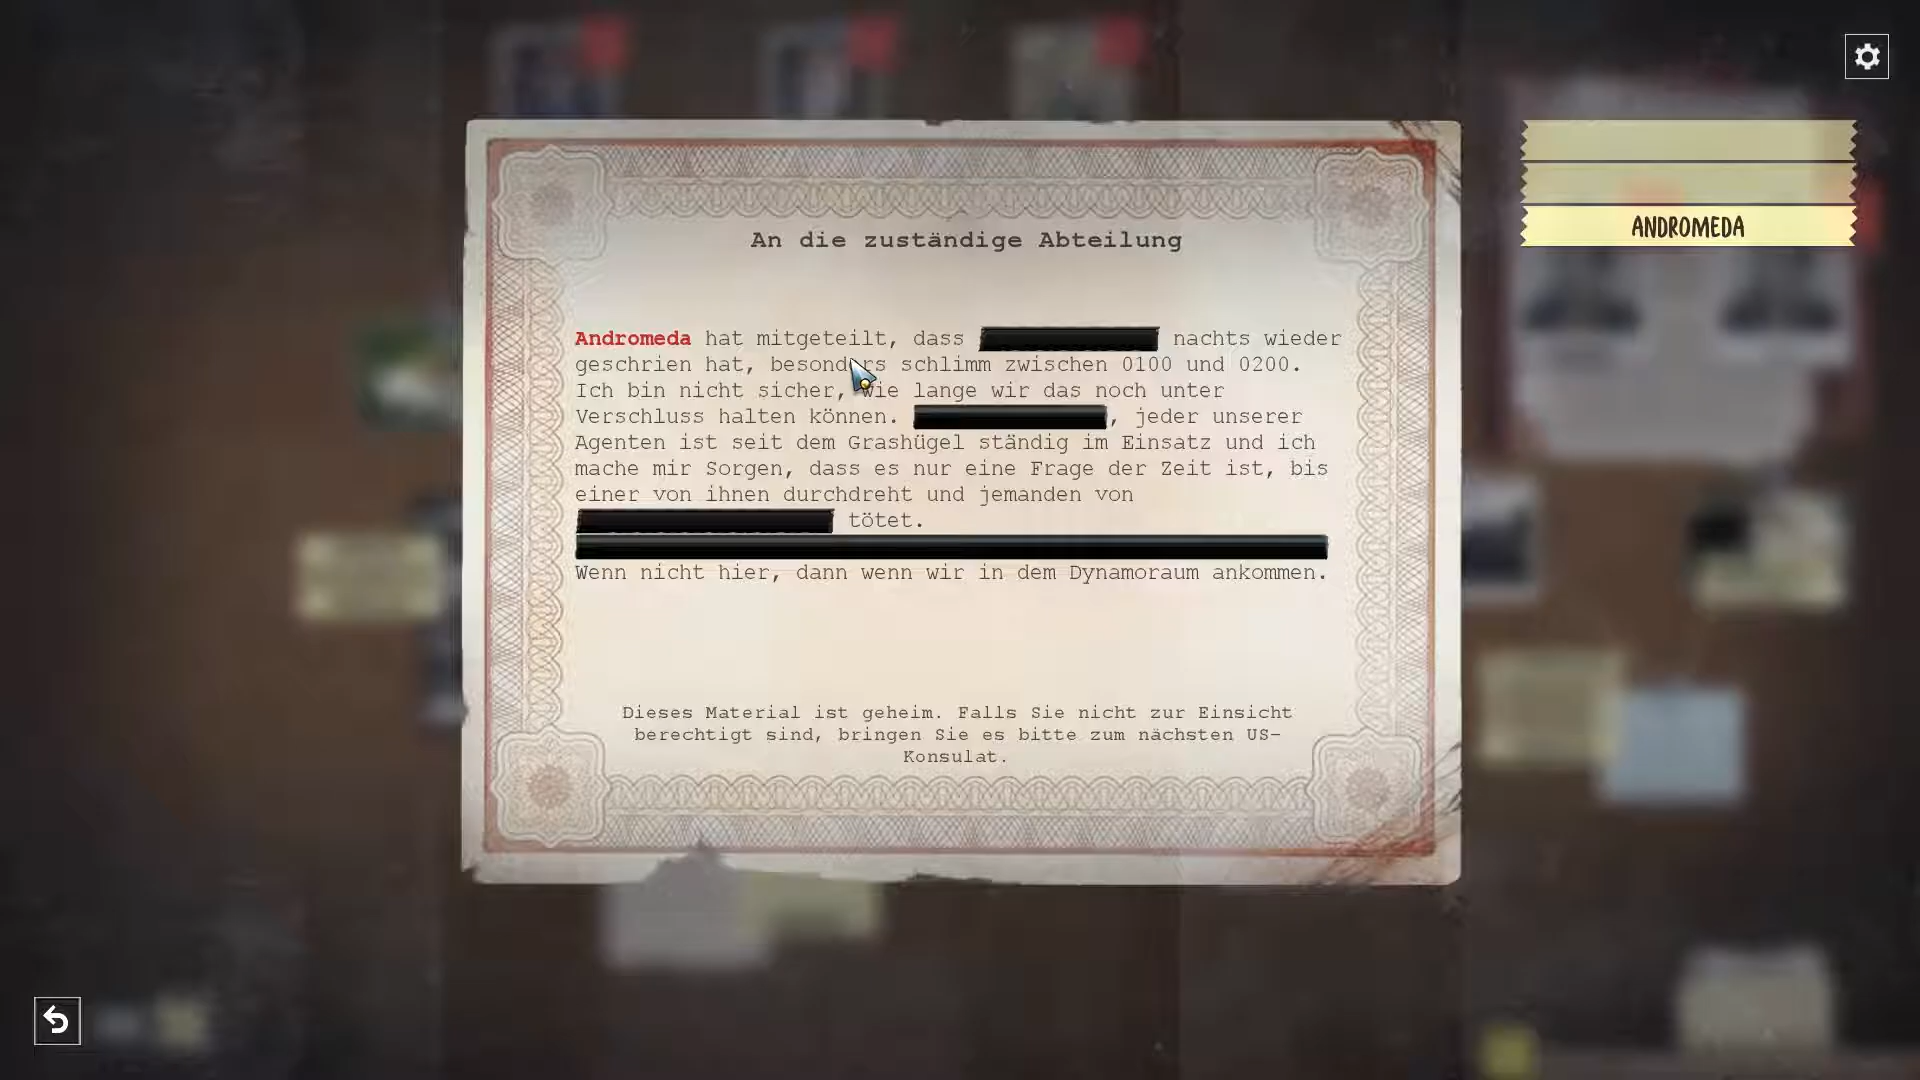 An die zuständige Abteilung
ANDROMEDA
Andromeda hat mitgeteilt, dass nachts wieder
geschrien hat, besonders schlimm zwischen 0100 und 0200.
Ich bin nicht sicher, wie lange wir das noch unter
Verschluss halten können. , jeder unserer
Agenten ist seit dem Grashügel ständig im Einsatz und ich
mache mir Sorgen, dass es nur eine Frage der Zeit ist, bis
einer von ihnen durchdreht und jemanden von
tötet.
Wenn nicht hier, dann wenn wir in dem Dynamoraum ankommen.
Dieses Material ist geheim. Falls Sie nicht zur Einsicht
berechtigt sind, bringen Sie es bitte zum nächsten US-
Konsulat.